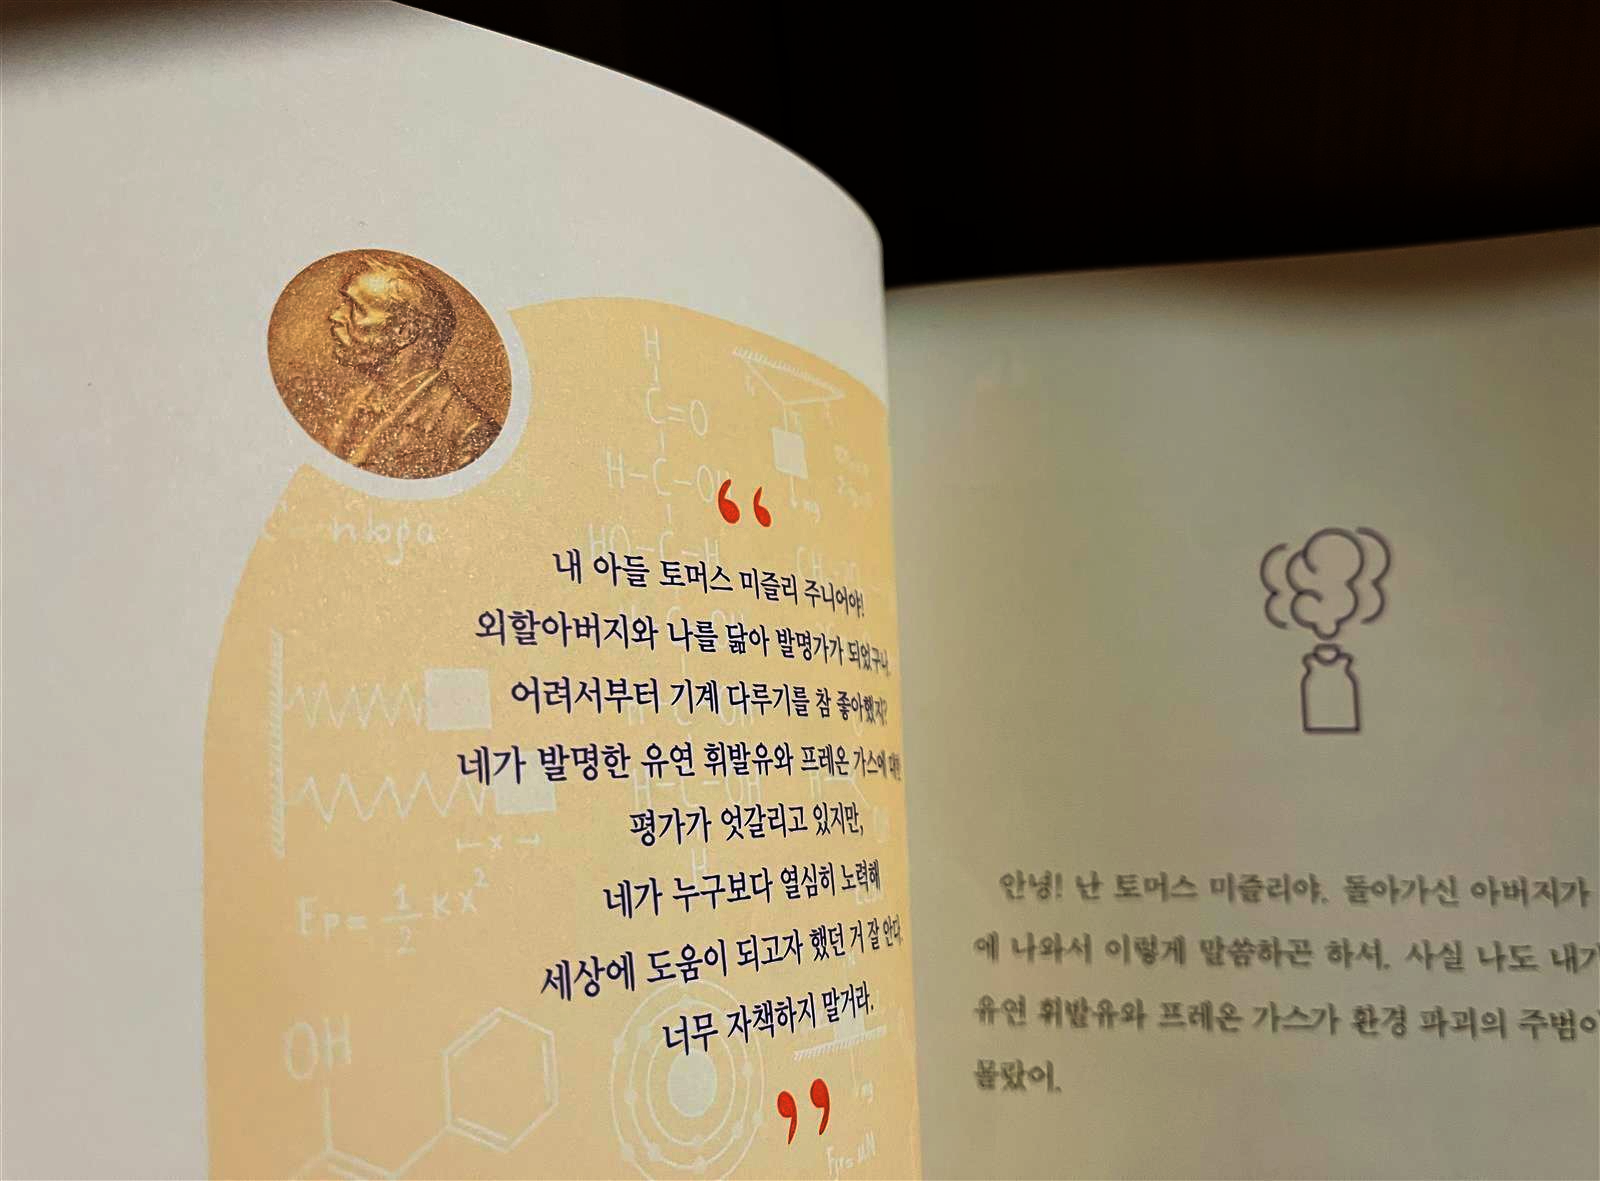 H
C=O
H-C-O
nbga
HO-C-H
“
내 아들 토머스 미즐리 주니어야!
외할아버지와 나를 닮아 발명가가 되었구나.
어려서부터 기계 다루기를 참 좋아했지?
네가 발명한 유연 휘발유와 프레온 가스에 대한
평가가 엇갈리고 있지만,
네가 누구보다 열심히 노력해
세상에 도움이 되고자 했던 거 잘 안다.
너무 자책하지 말거라.
”
x
Ep= 1/2 kx²
OH
안녕! 난 토머스 미즐리야. 돌아가신 아버지가
에 나와서 이렇게 말씀하곤 하셔. 사실 나도 내가
유연 휘발유와 프레온 가스가 환경 파괴의 주범이
몰랐어.